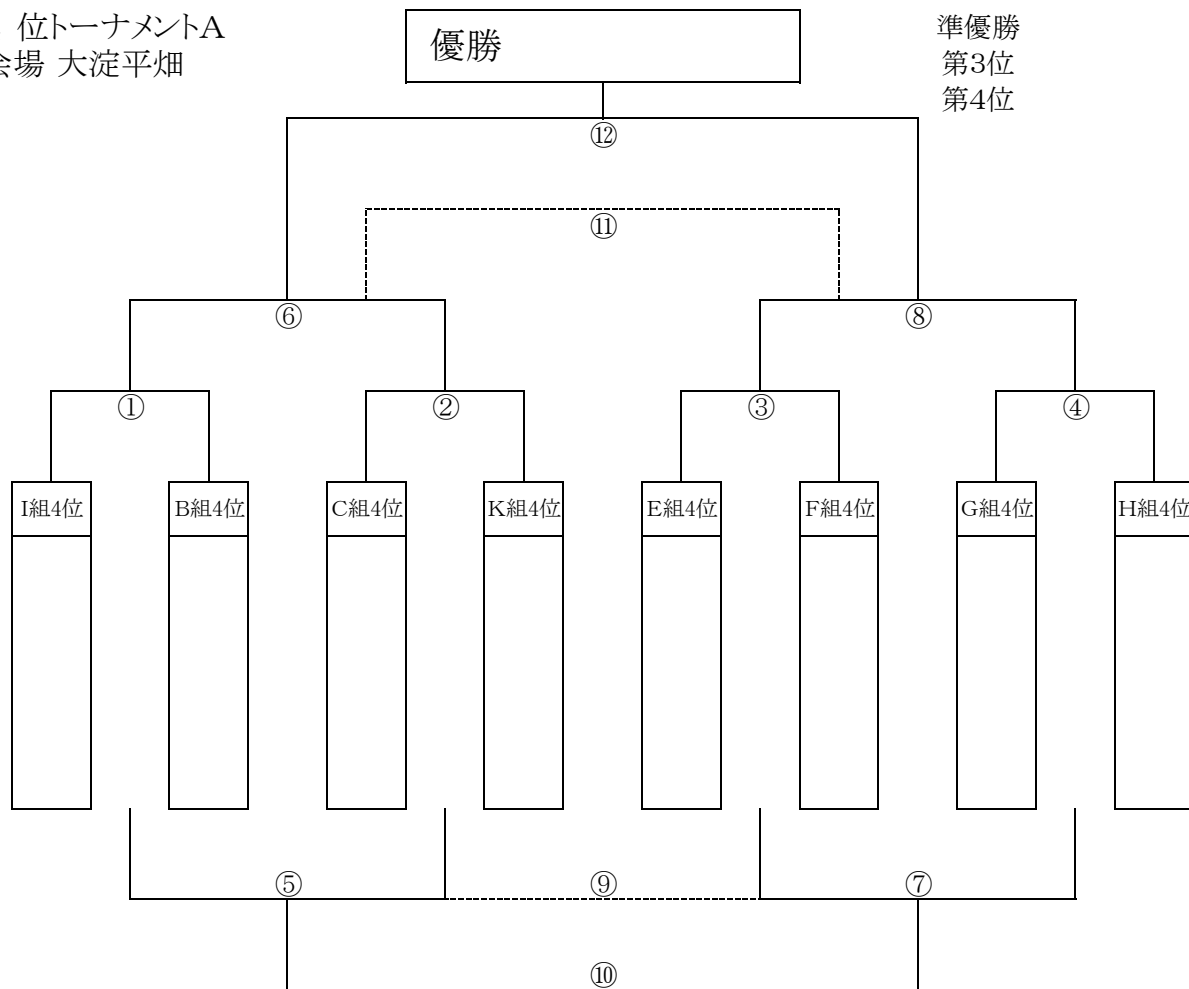 位トーナメントA
会場 大淀平畑
優勝
準優勝
第3位
第4位
⑫
⑪
⑥ ⑧
① ② ③ ④
I組4位 B組4位 C組4位 K組4位 E組4位 F組4位 G組4位 H組4位
⑤ ⑨ ⑦
⑩